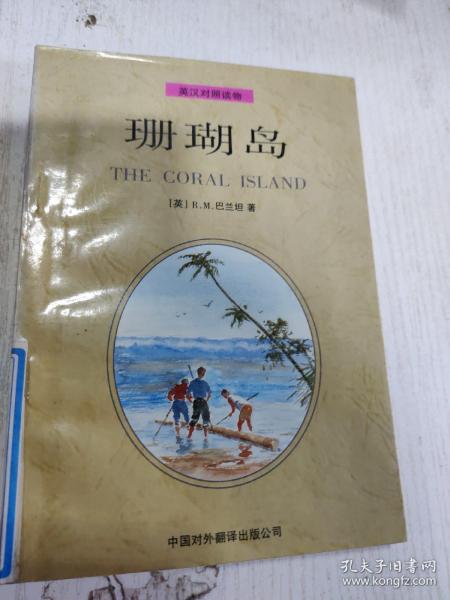 英汉对照读物
珊瑚岛
THE CORAL ISLAND
[英] R.M.巴兰坦 著
中国对外翻译出版公司
孔夫子旧书网
www.kongfz.com